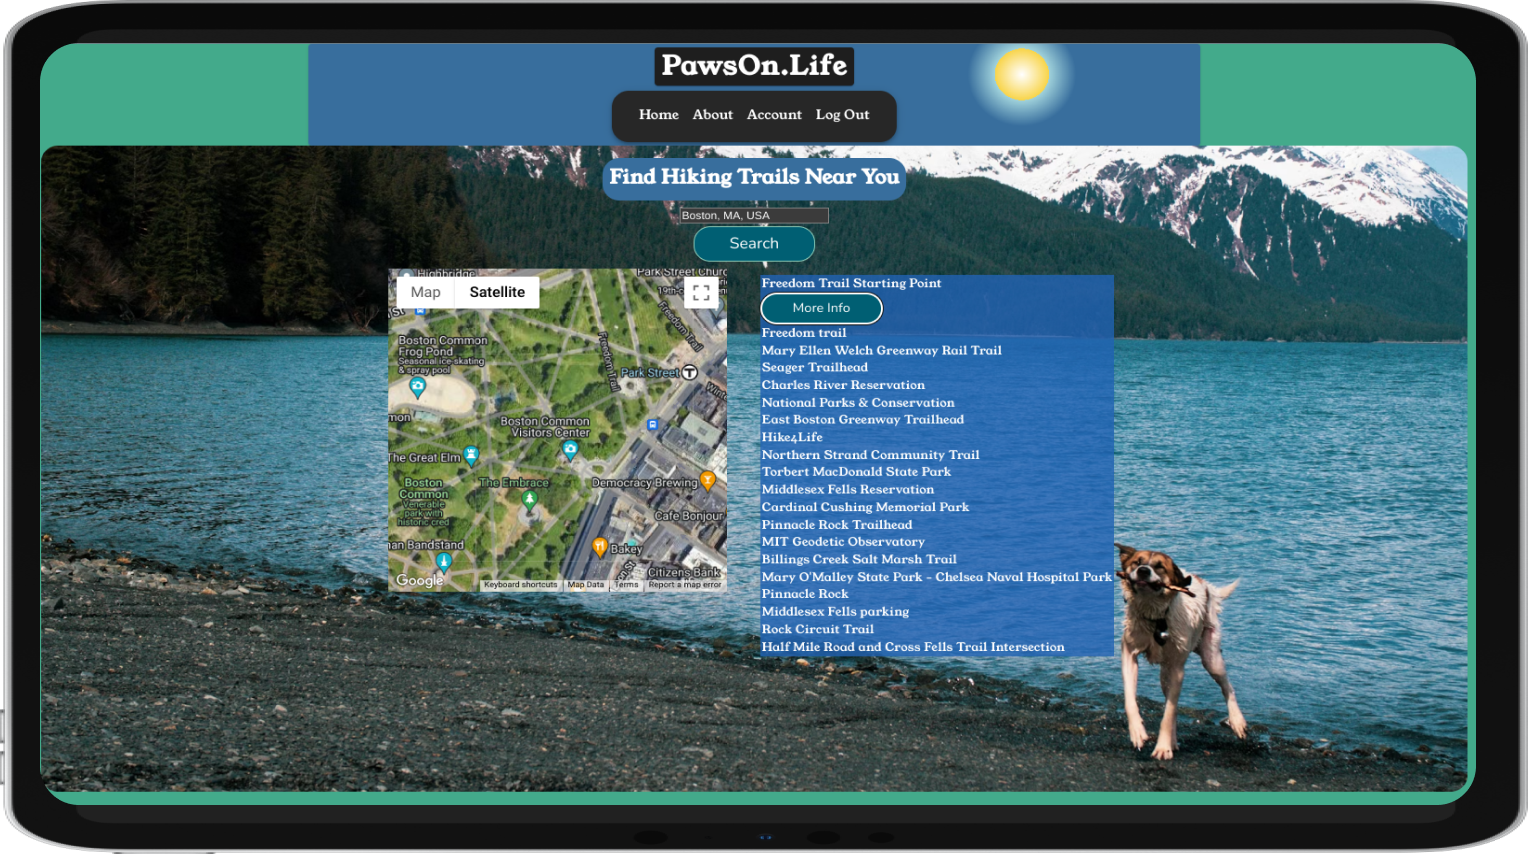 PawsOn.Life
Home About Account Log Out
Find Hiking Trails Near You
Boston, MA, USA
Search
Highbridge
Map Satellite
Park Street
19th-c
Freedom Trail
Freedom Trail
Boston Common
Frog Pond
Seasonal ice-skating
& spray pool
Park Street
T
Boston Common
Visitors Center
The Great Elm
Boston
Common
Venerable
park with
historic cred
The Embrace
Democracy Brewing
Cafe Bonjour
Bandstand
Bakey
Citizens Bank
Google
Keyboard shortcuts Map Data Terms Report a map error
Freedom Trail Starting Point
More Info
Freedom trail
Mary Ellen Welch Greenway Rail Trail
Seager Trailhead
Charles River Reservation
National Parks & Conservation
East Boston Greenway Trailhead
Hike4Life
Northern Strand Community Trail
Torbert MacDonald State Park
Middlesex Fells Reservation
Cardinal Cushing Memorial Park
Pinnacle Rock Trailhead
MIT Geodetic Observatory
Billings Creek Salt Marsh Trail
Mary O'Malley State Park - Chelsea Naval Hospital Park
Pinnacle Rock
Middlesex Fells parking
Rock Circuit Trail
Half Mile Road and Cross Fells Trail Intersection